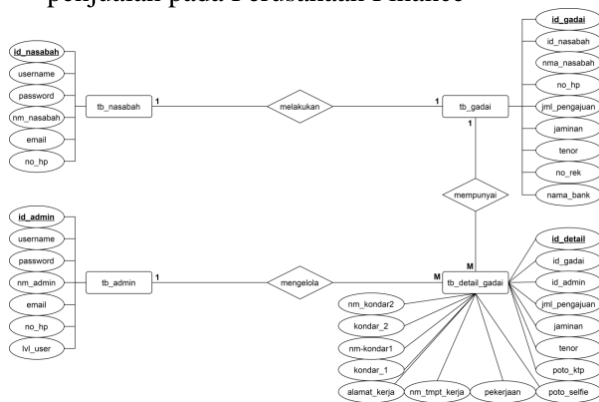 penjualan pada Perusahaan Finance
id_nasabah
username
password
nm_nasabah
email
no_hp
tb_nasabah
1
melakukan
1
tb_gadai
1
id_gadai
id_nasabah
nma_nasabah
no_hp
jml_pengajuan
jaminan
tenor
no_rek
nama_bank
mempunyai
id_admin
username
password
nm_admin
email
no_hp
lvl_user
tb_admin
1
mengelola
M
M
tb_detail_gadai
id_detail
id_gadai
id_admin
jml_pengajuan
jaminan
tenor
poto_ktp
poto_selfie
nm_kondar2
kondar_2
nm-kondar1
kondar_1
alamat_kerja
nm_tmpt_kerja
pekerjaan